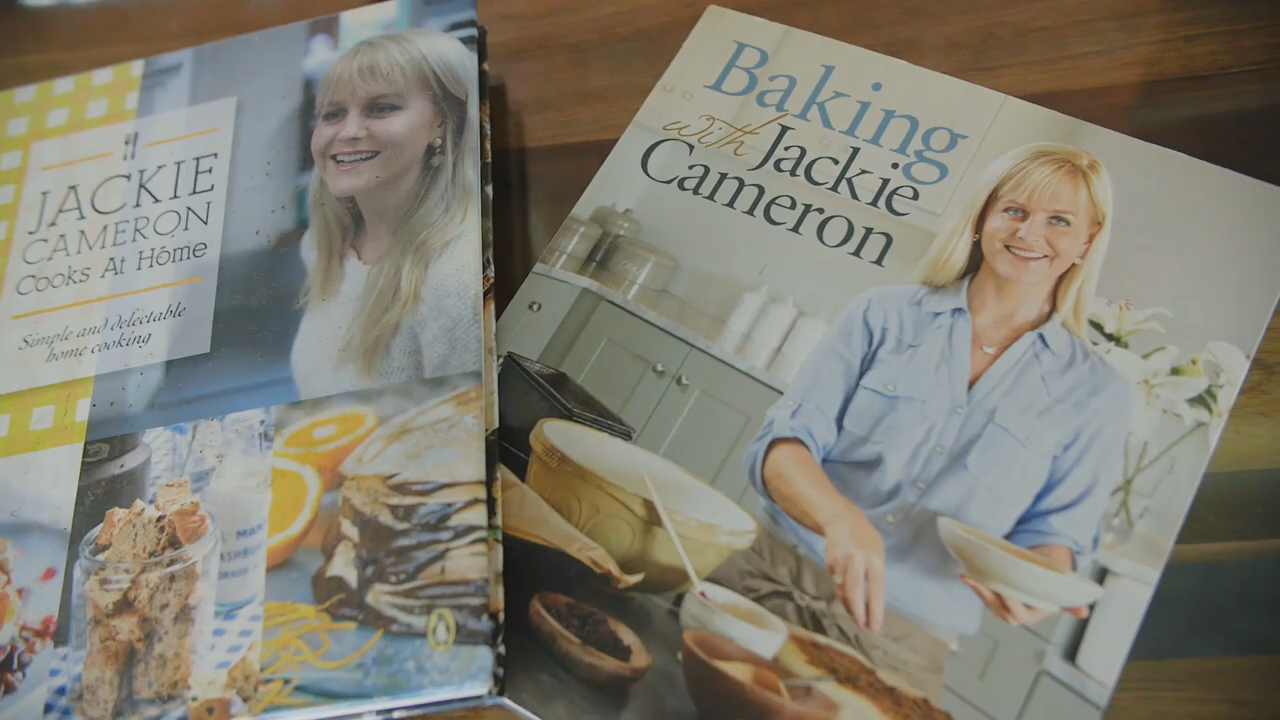 JACKIE
CAMERON
Cooks At Home
Simple and delectable
home cooking
Baking
with Jackie
Cameron